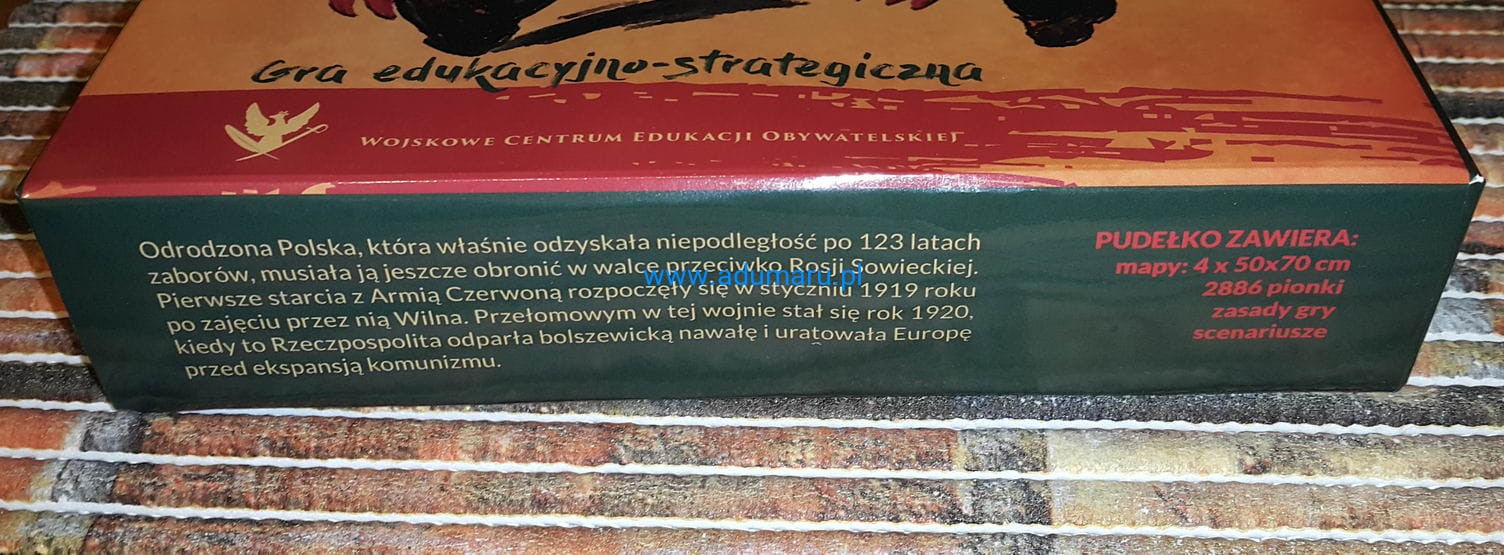 Gra edukacyjno-strategiczna
Wojskowe Centrum Edukacji Obywatelskiej
Odrodzona Polska, która właśnie odzyskała niepodległość po 123 latach
zaborów, musiała ją jeszcze obronić w walce przeciwko Rosji Sowieckiej.
Pierwsze starcia z Armią Czerwoną rozpoczęły się w styczniu 1919 roku
po zajęciu przez nią Wilna. Przełomowym w tej wojnie stał się rok 1920,
kiedy to Rzeczpospolita odparła bolszewicką nawałę i uratowała Europę
przed ekspansją komunizmu.
www.adumaru.pl
PUDEŁKO ZAWIERA:
mapy: 4 x 50x70 cm
2886 pionki
zasady gry
scenariusze